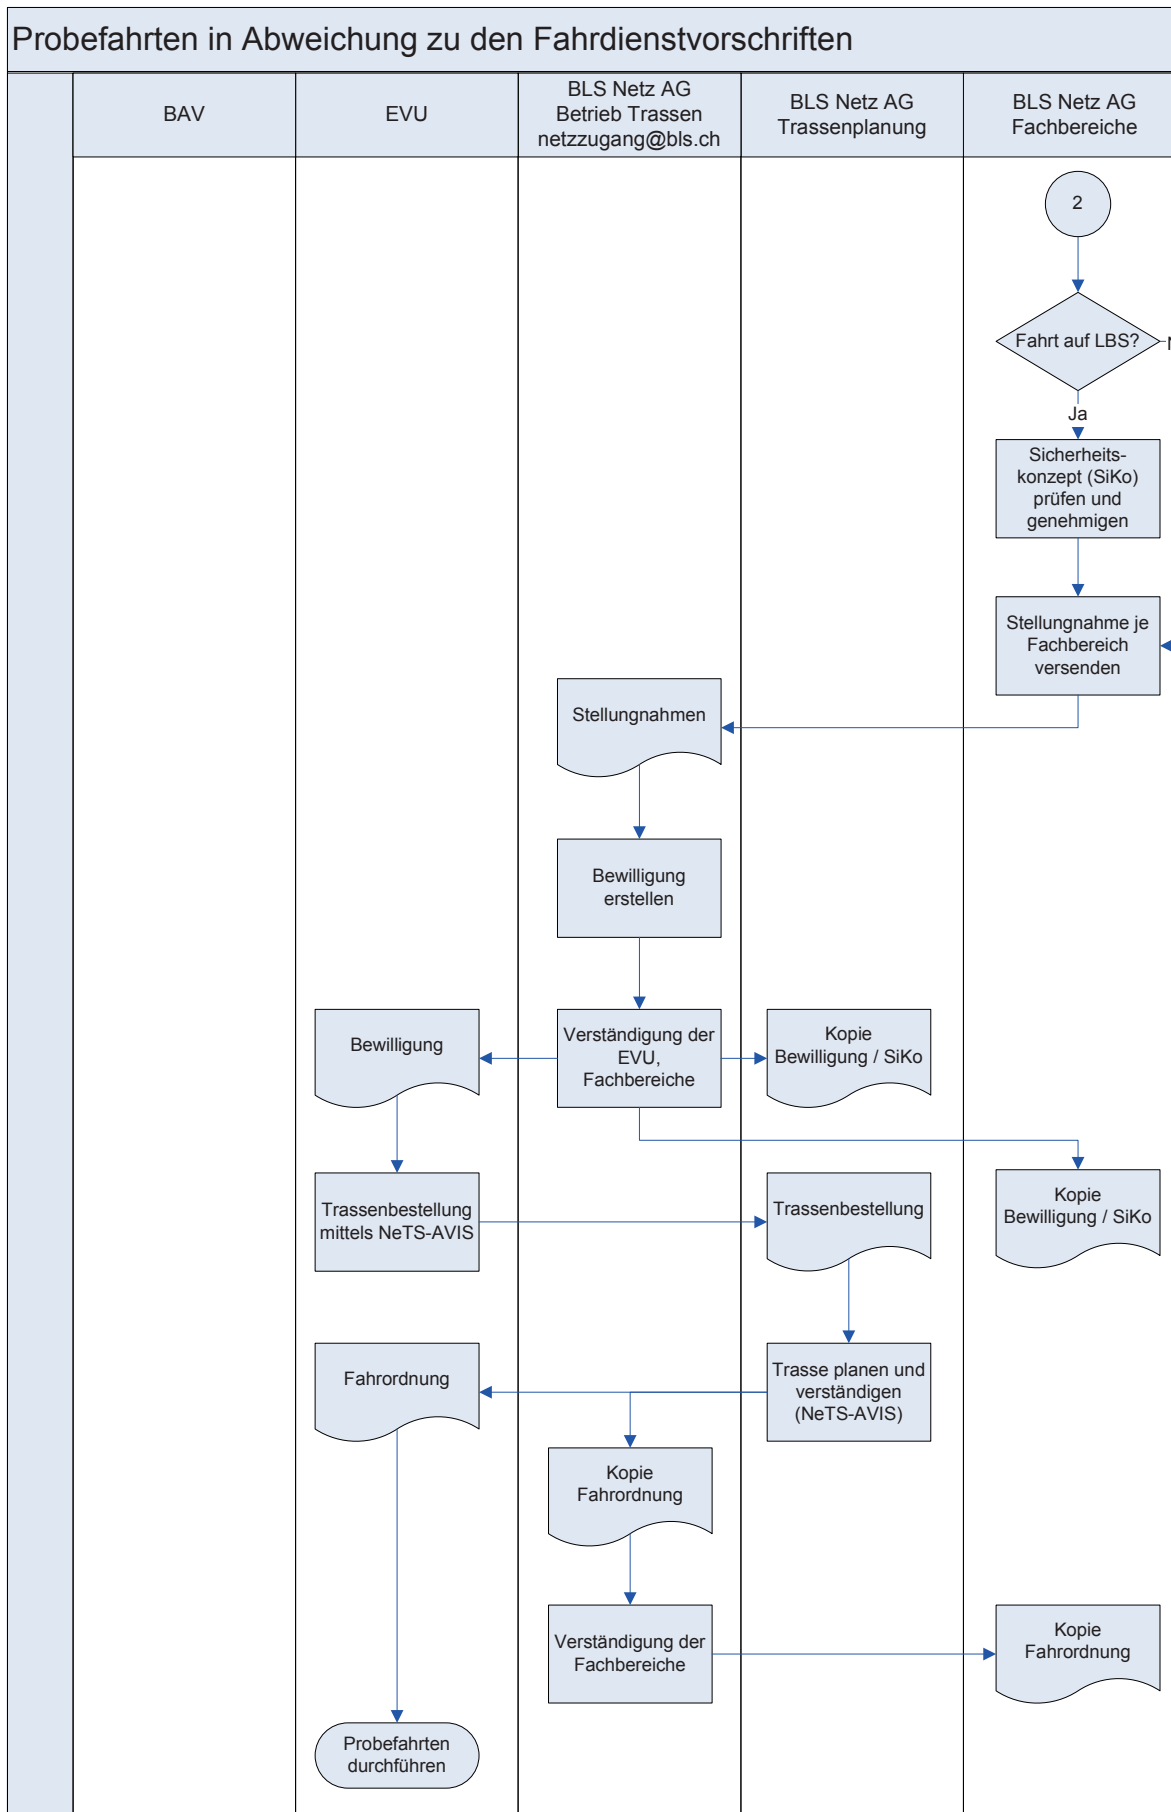 Probefahrten in Abweichung zu den Fahrdienstvorschriften
BAV
EVU
BLS Netz AG
Betrieb Trassen
netzzugang@bls.ch
BLS Netz AG
Trassenplanung
BLS Netz AG
Fachbereiche
2
Fahrt auf LBS?
Ja
Sicherheits-
konzept (SiKo)
prüfen und
genehmigen
Stellungnahme je
Fachbereich
versenden
Stellungnahmen
Bewilligung
erstellen
Bewilligung
Verständigung der
EVU,
Fachbereiche
Kopie
Bewilligung / SiKo
Trassenbestellung
mittels NeTS-AVIS
Trassenbestellung
Kopie
Bewilligung / SiKo
Fahrordnung
Trasse planen und
verständigen
(NeTS-AVIS)
Kopie
Fahrordnung
Verständigung der
Fachbereiche
Kopie
Fahrordnung
Probefahrten
durchführen